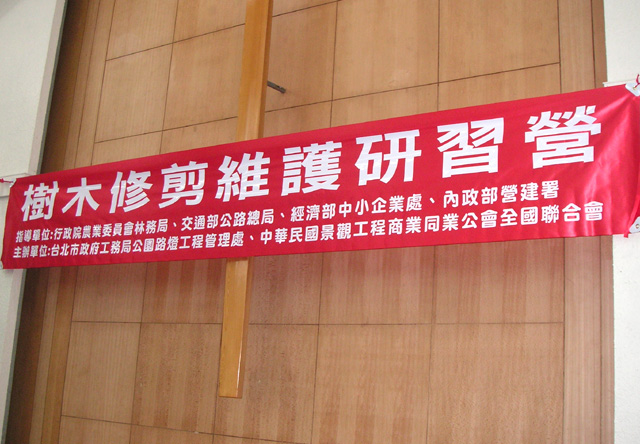 樹木修剪維護研習營
指導單位:行政院農業委員會林務局、交通部公路總局、經濟部中小企業處、內政部營建署
主辦單位:台北市政府工務局公園路燈工程管理處、中華民國景觀工程商業同業公會全國聯合會